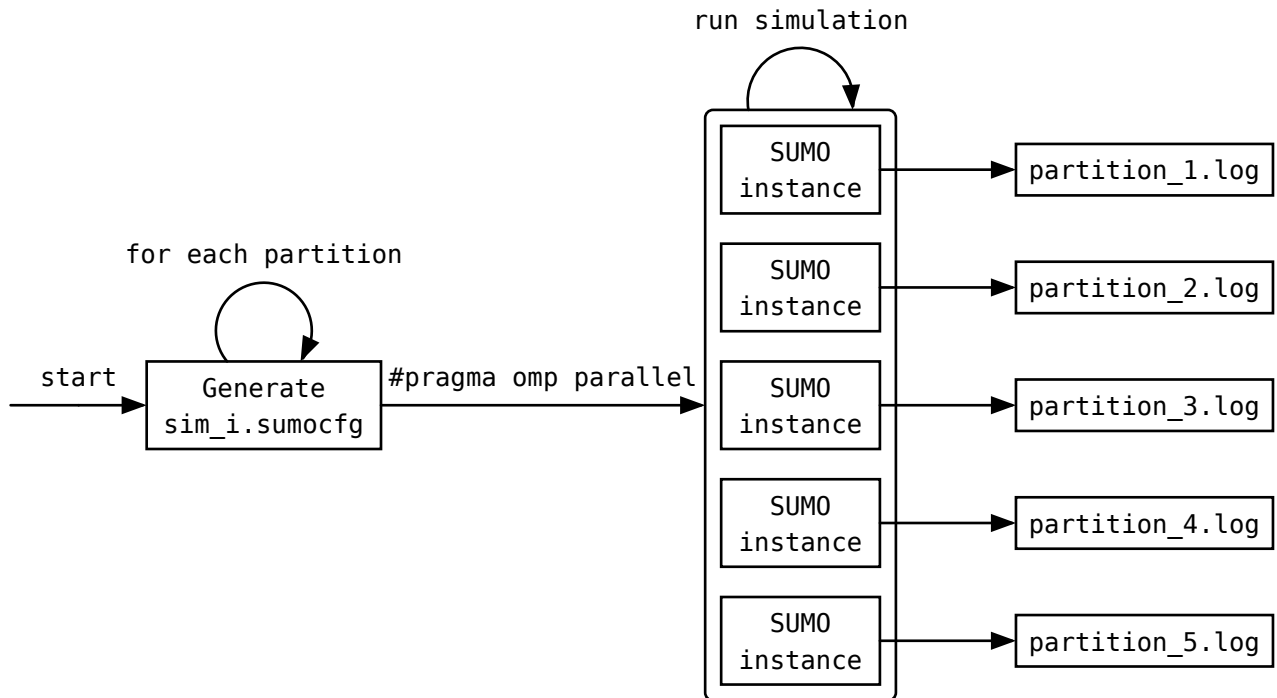 run simulation
SUMO
instance
partition_1.log
for each partition
SUMO
instance
partition_2.log
start
Generate
sim_i.sumocfg
#pragma omp parallel
SUMO
instance
partition_3.log
SUMO
instance
partition_4.log
SUMO
instance
partition_5.log